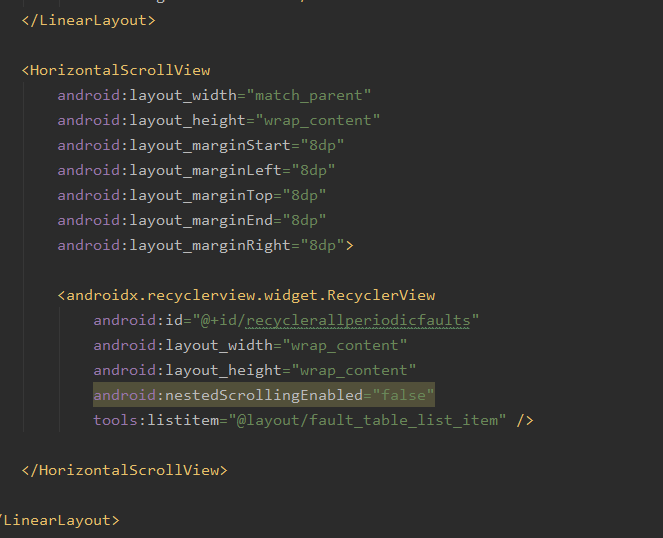 </LinearLayout>
<HorizontalScrollView
android:layout_width="match_parent"
android:layout_height="wrap_content"
android:layout_marginStart="8dp"
android:layout_marginLeft="8dp"
android:layout_marginTop="8dp"
android:layout_marginEnd="8dp"
android:layout_marginRight="8dp">
<androidx.recyclerview.widget.RecyclerView
android:id="@+id/recyclerallperiodicfaults"
android:layout_width="wrap_content"
android:layout_height="wrap_content"
android:nestedScrollingEnabled="false"
tools:listitem="@layout/fault_table_list_item" />
</HorizontalScrollView>
/LinearLayout>